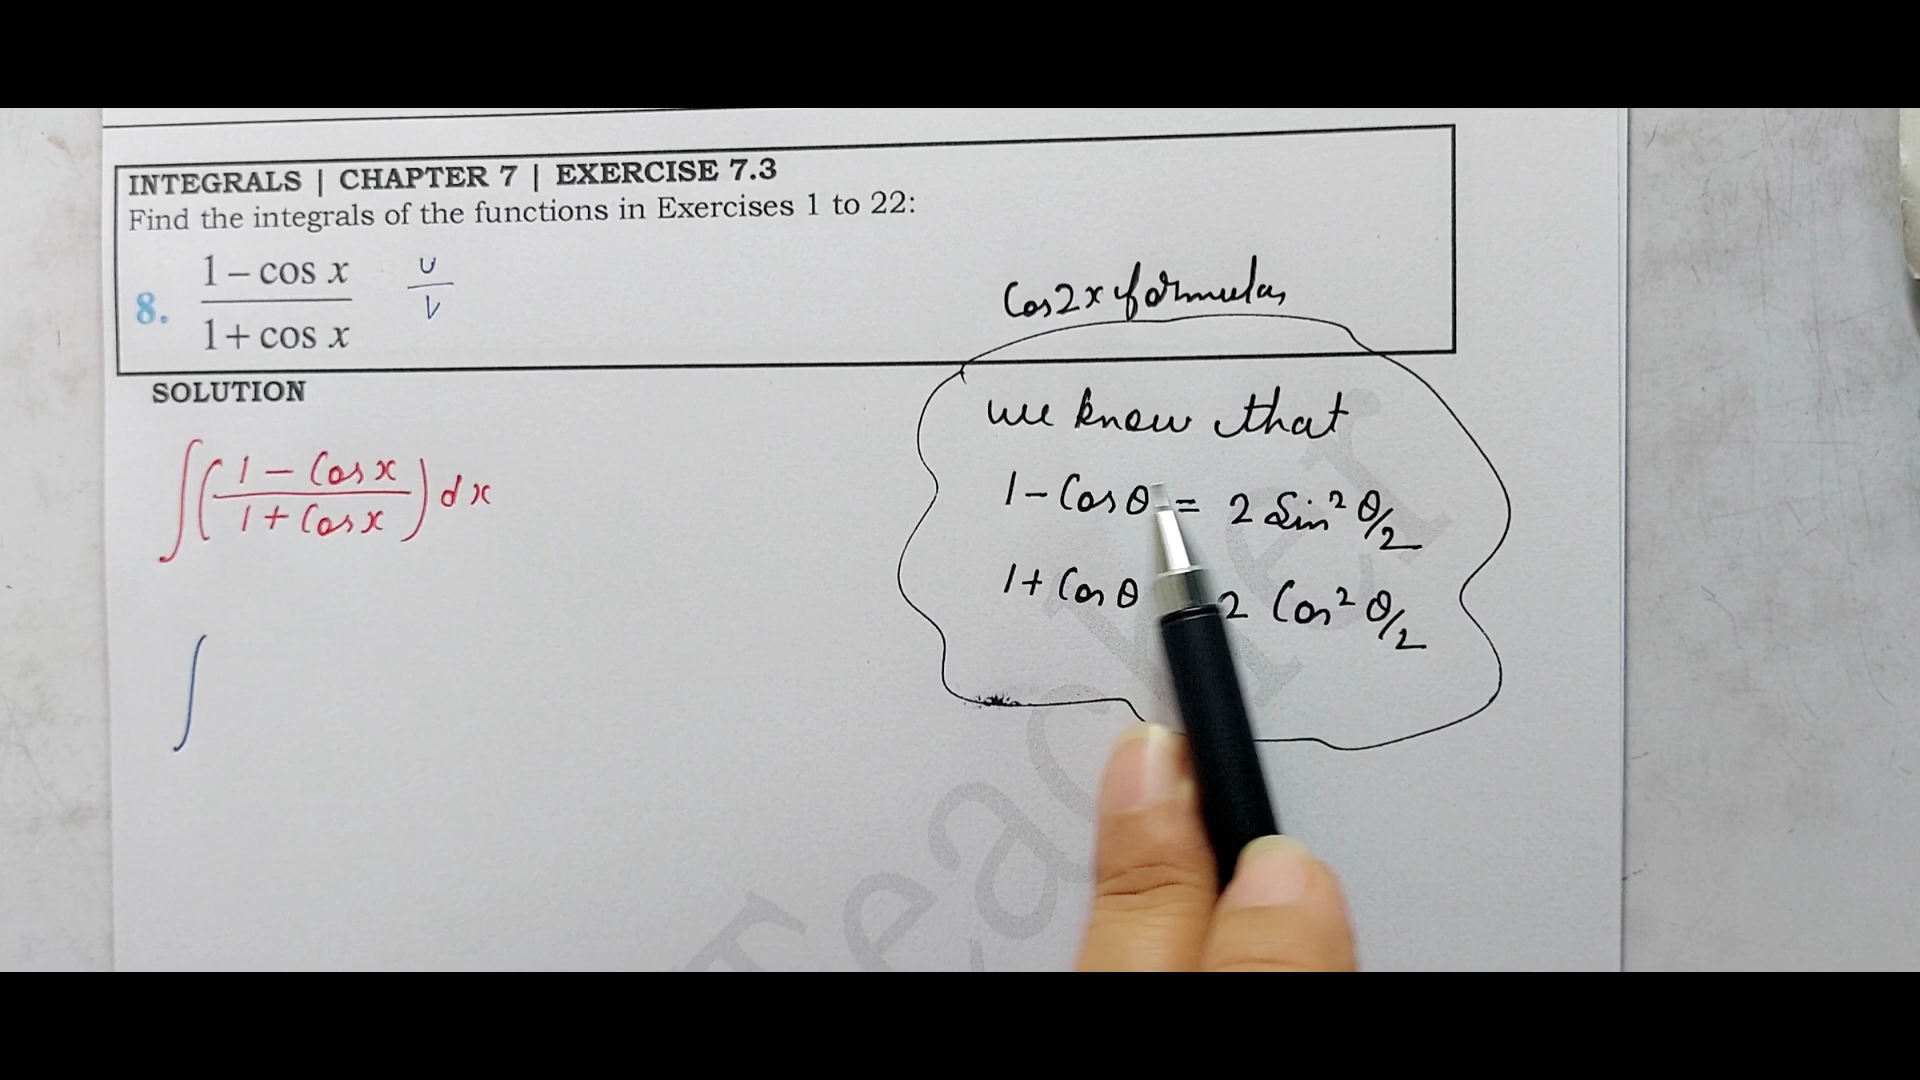 INTEGRALS | CHAPTER 7 | EXERCISE 7.3
Find the integrals of the functions in Exercises 1 to 22:
8. 1 – cos x
1 + cos x
U
V
Cos2x formulas
SOLUTION
∫(1 - Cos x / 1 + Cos x) dx
∫
we know that
1 - Cos θ = 2 Sin² θ/2
1 + Cos θ 2 Cos² θ/2
Teacher